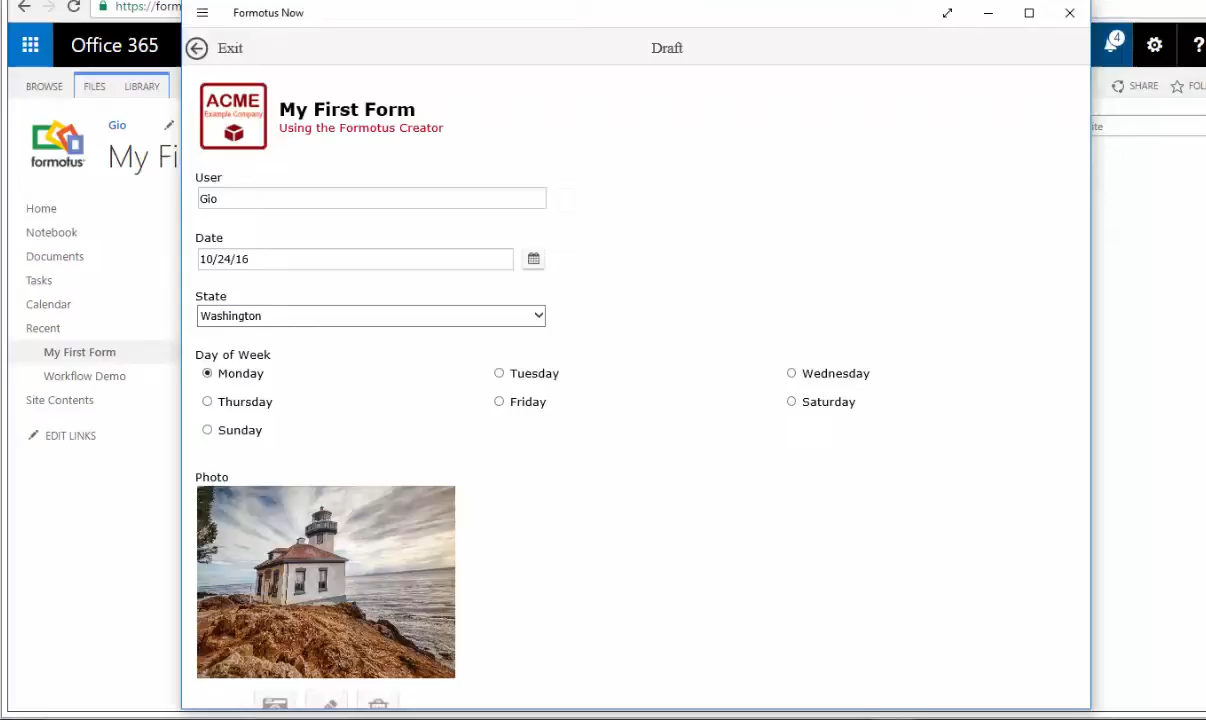 https://form
Formotus Now
Office 365
Exit
Draft
4
?
BROWSE
FILES
LIBRARY
SHARE
FOL
ACME
Example Company
My First Form
Using the Formotus Creator
ite
formotus
Gio
My Fi
Home
Notebook
Documents
Tasks
Calendar
Recent
My First Form
Workflow Demo
Site Contents
EDIT LINKS
User
Gio
Date
10/24/16
State
Washington
Day of Week
Monday
Tuesday
Wednesday
Thursday
Friday
Saturday
Sunday
Photo